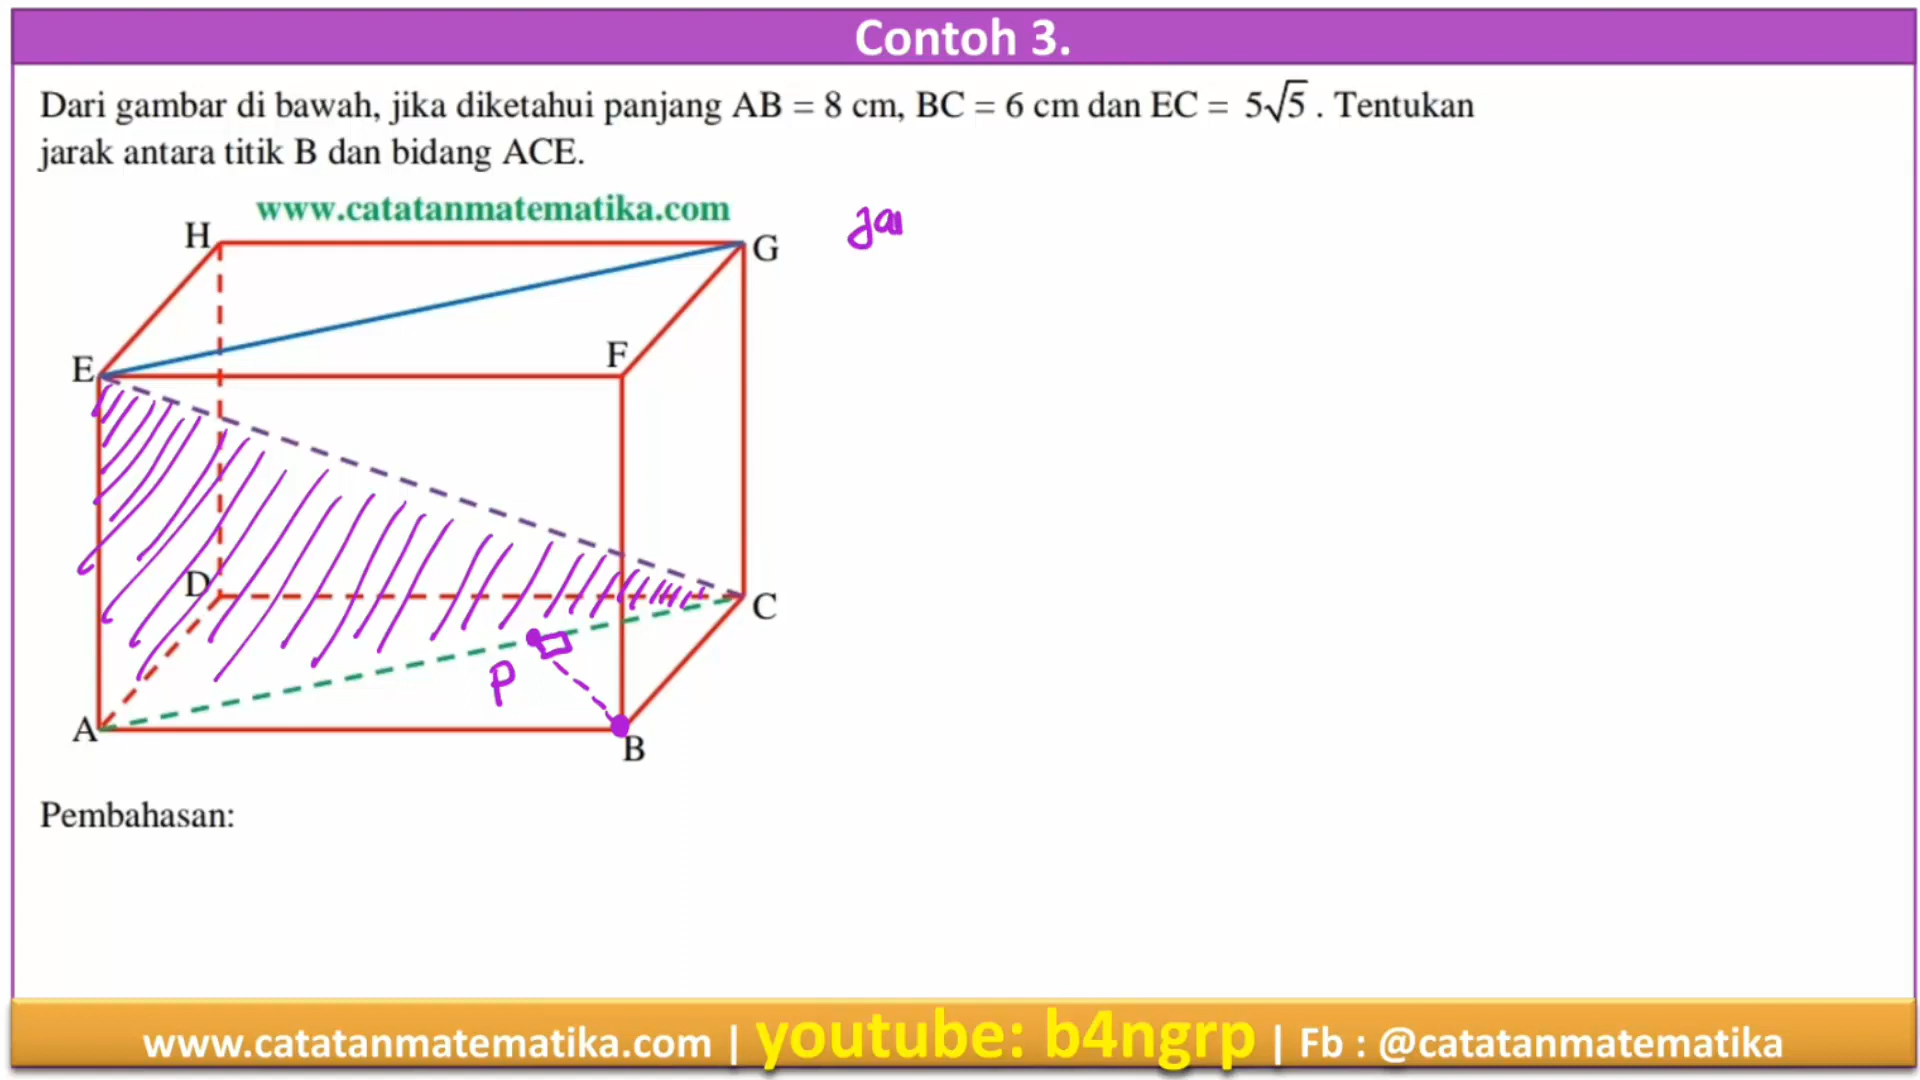 Contoh 3.
Dari gambar di bawah, jika diketahui panjang AB = 8 cm, BC = 6 cm dan EC = 5√5 . Tentukan
jarak antara titik B dan bidang ACE.
www.catatanmatematika.com
H
G
E
F
D
C
P
A
B
Pembahasan:
www.catatanmatematika.com | youtube: b4ngrp | Fb : @catatanmatematika